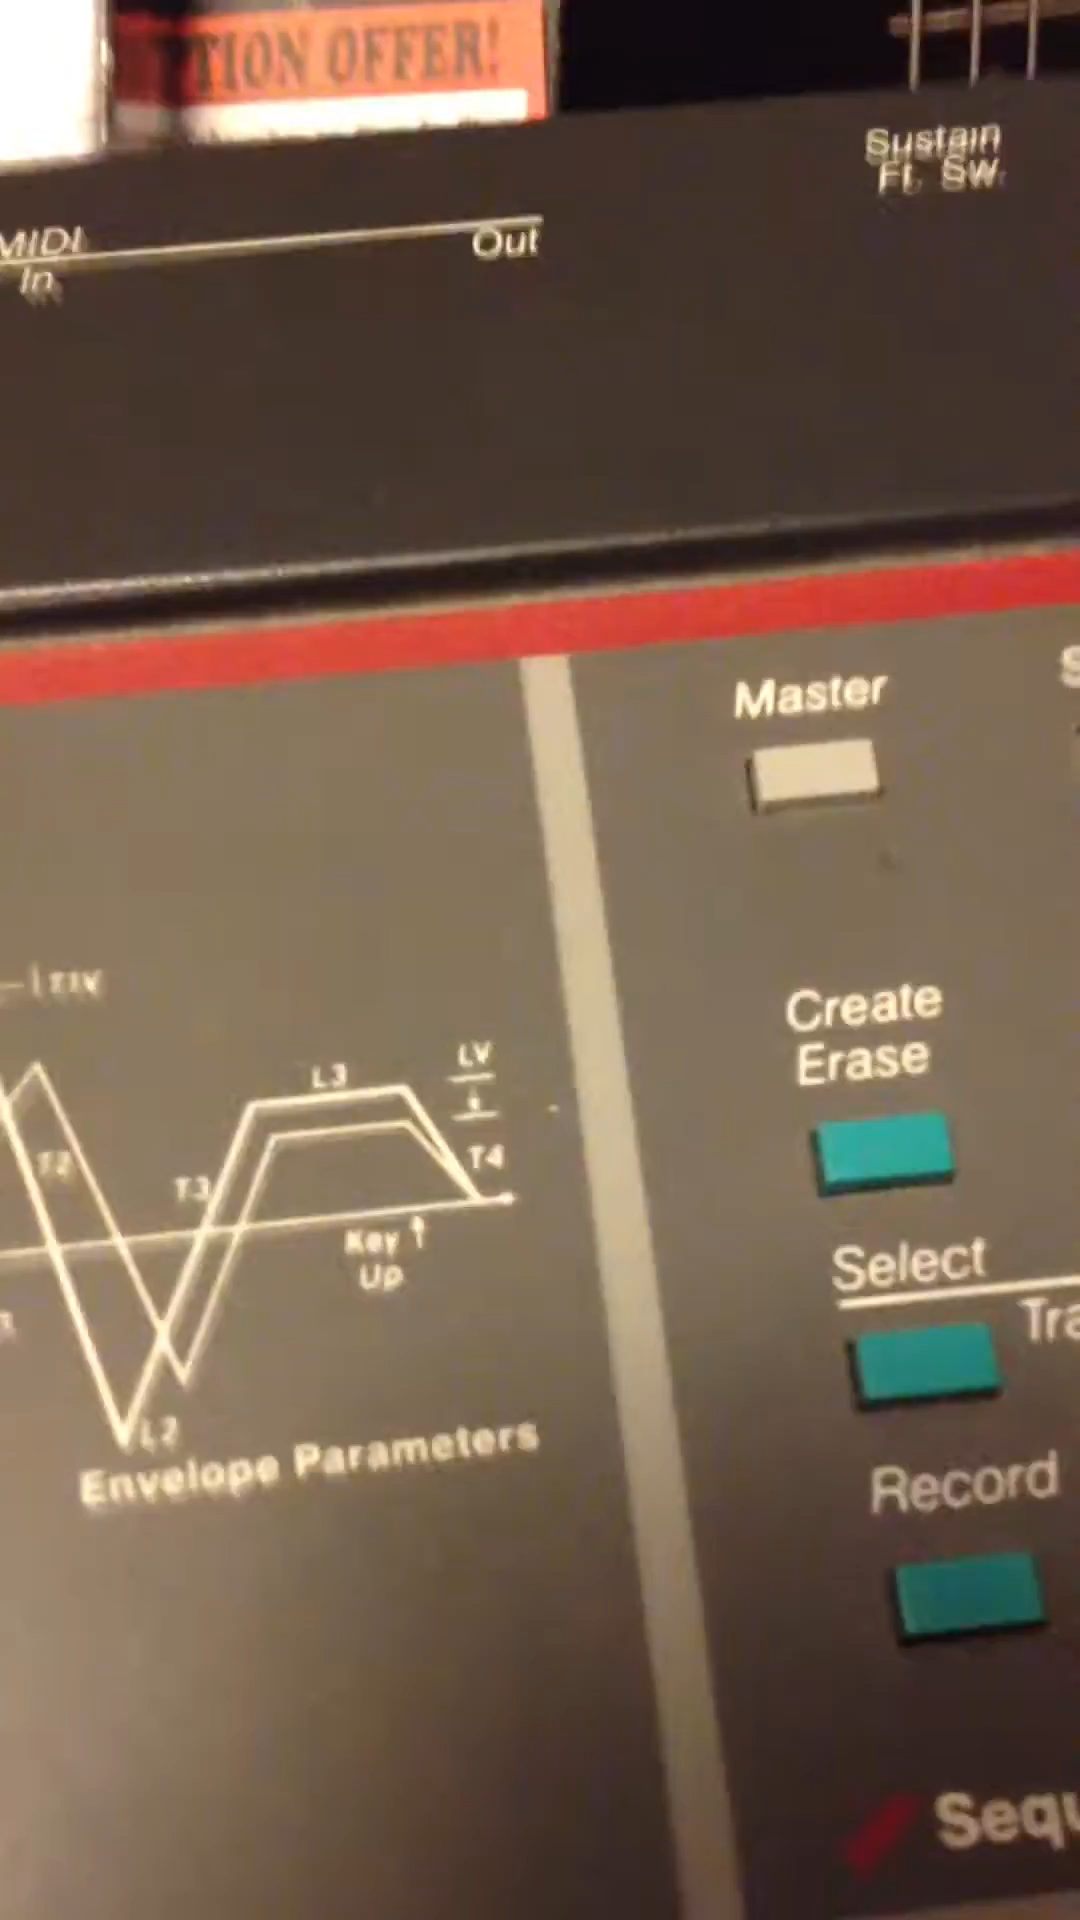 TION OFFER!
Sustain
Ft. SW.
MIDI
Out
In
Master
Create
Erase
LV
L3
T2
T3
T4
Key
Up
Select
L2
Envelope Parameters
Record
Sequ